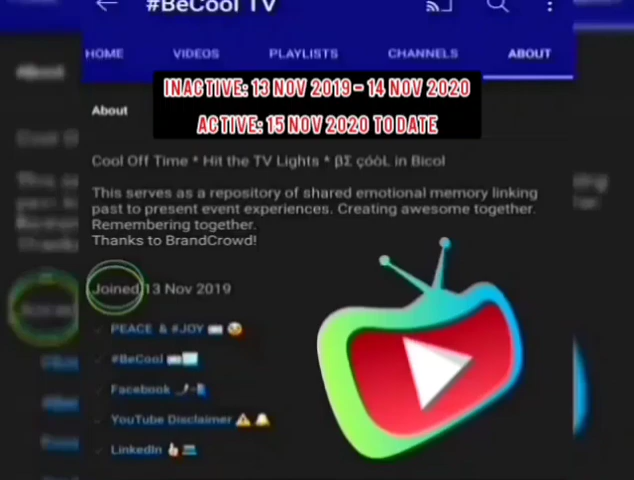 #BeCool TV
HOME VIDEOS PLAYLISTS CHANNELS ABOUT
INACTIVE: 13 NOV 2019 - 14 NOV 2020
ACTIVE: 15 NOV 2020 TO DATE
About
Cool Off Time * Hit the TV Lights * βΣ çóòL in Bicol
This serves as a repository of shared emotional memory linking
past to present event experiences. Creating awesome together.
Remembering together.
Thanks to BrandCrowd!
Joined 13 Nov 2019
PEACE & #JOY
#BeCool
Facebook
YouTube Disclaimer
LinkedIn